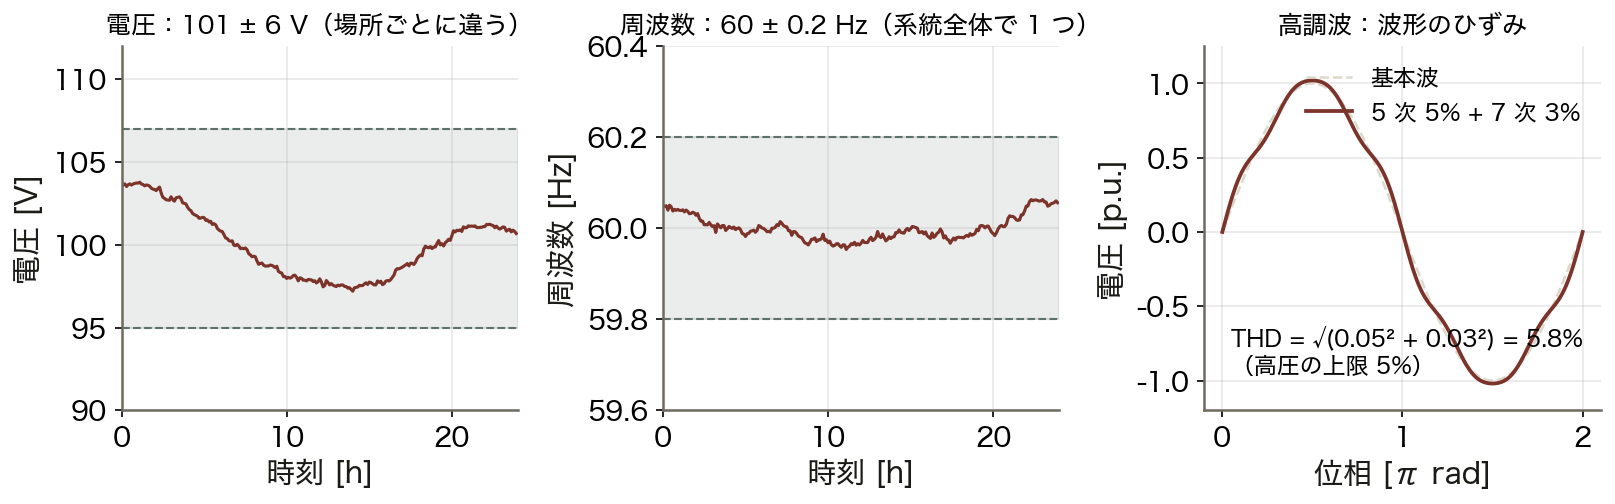 電圧：101 ± 6 V（場所ごとに違う）
110
105
100
95
90
0
10
20
電圧 [V]
時刻 [h]
周波数：60 ± 0.2 Hz（系統全体で 1 つ）
60.4
60.2
60.0
59.8
59.6
0
10
20
周波数 [Hz]
時刻 [h]
高調波：波形のひずみ
基本波
5 次 5% + 7 次 3%
1.0
0.5
0.0
-0.5
-1.0
THD = √(0.05² + 0.03²) = 5.8%
（高圧の上限 5%）
0
1
2
電圧 [p.u.]
位相 [π rad]